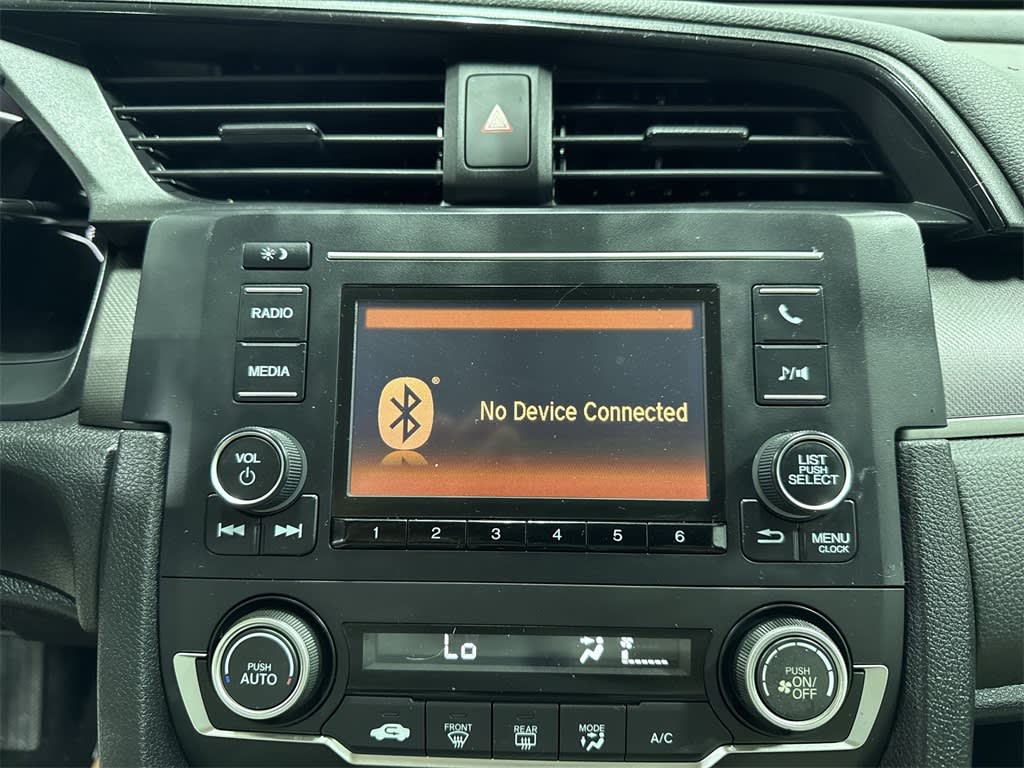 RADIO
MEDIA
No Device Connected
®
VOL
LIST
PUSH
SELECT
1 2 3 4 5 6
MENU
CLOCK
Lo
PUSH
AUTO
PUSH
ON/
OFF
FRONT
REAR
MODE
A/C